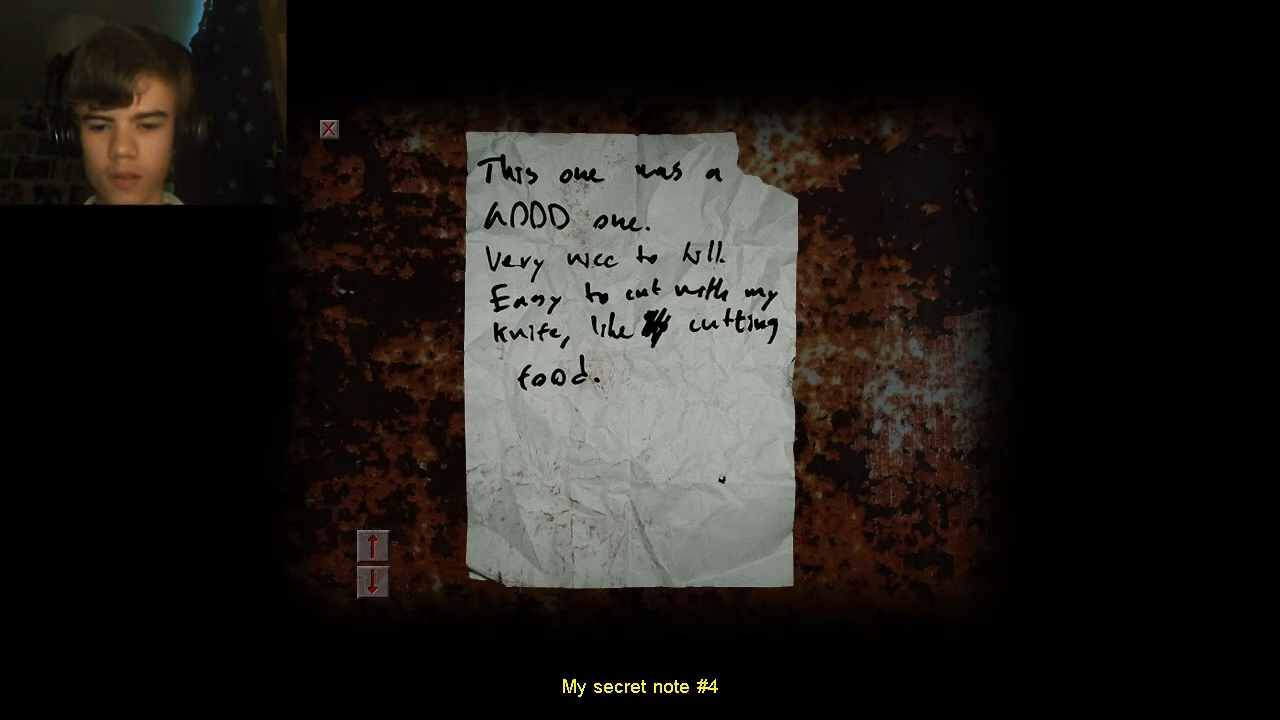 This one was a
GOOD one.
Very nice to kill.
Easy to cut with my
knife, like cutting
food.
My secret note #4